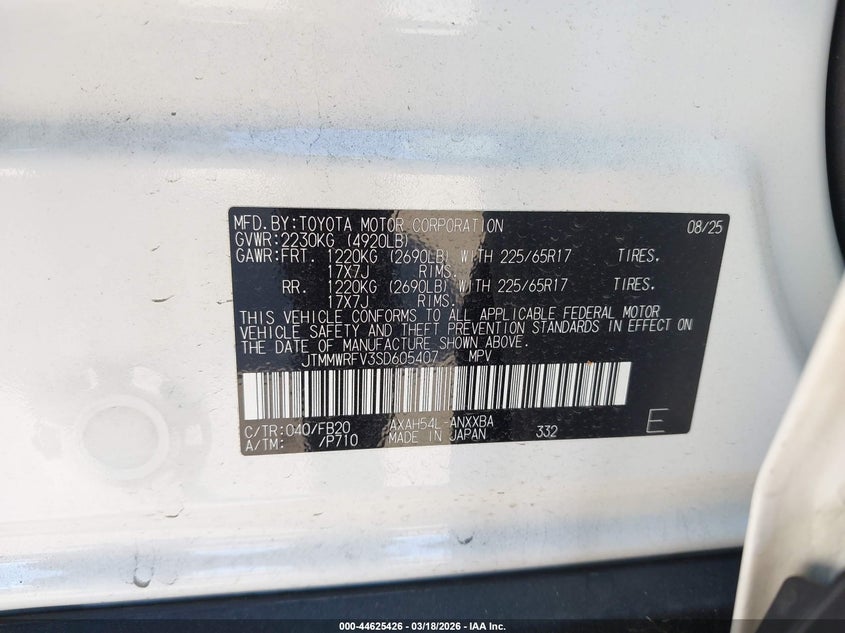 MFD.BY:TOYOTA MOTOR CORPORATION 08/25
GVWR:2230KG (4920LB)
GAWR:FRT. 1220KG (2690LB) WITH 225/65R17 TIRES.
17X7J RIMS.
RR. 1220KG (2690LB) WITH 225/65R17 TIRES.
17X7J RIMS.
THIS VEHICLE CONFORMS TO ALL APPLICABLE FEDERAL MOTOR
VEHICLE SAFETY AND THEFT PREVENTION STANDARDS IN EFFECT ON
THE DATE OF MANUFACTURE SHOWN ABOVE.
JTMMWRFV3SD605407 MPV
C/TR:040/FB20 AXAH54L-ANXXBA
A/TM: /P710 MADE IN JAPAN 332 E
000-44625426 - 03/18/2026 - IAA Inc.